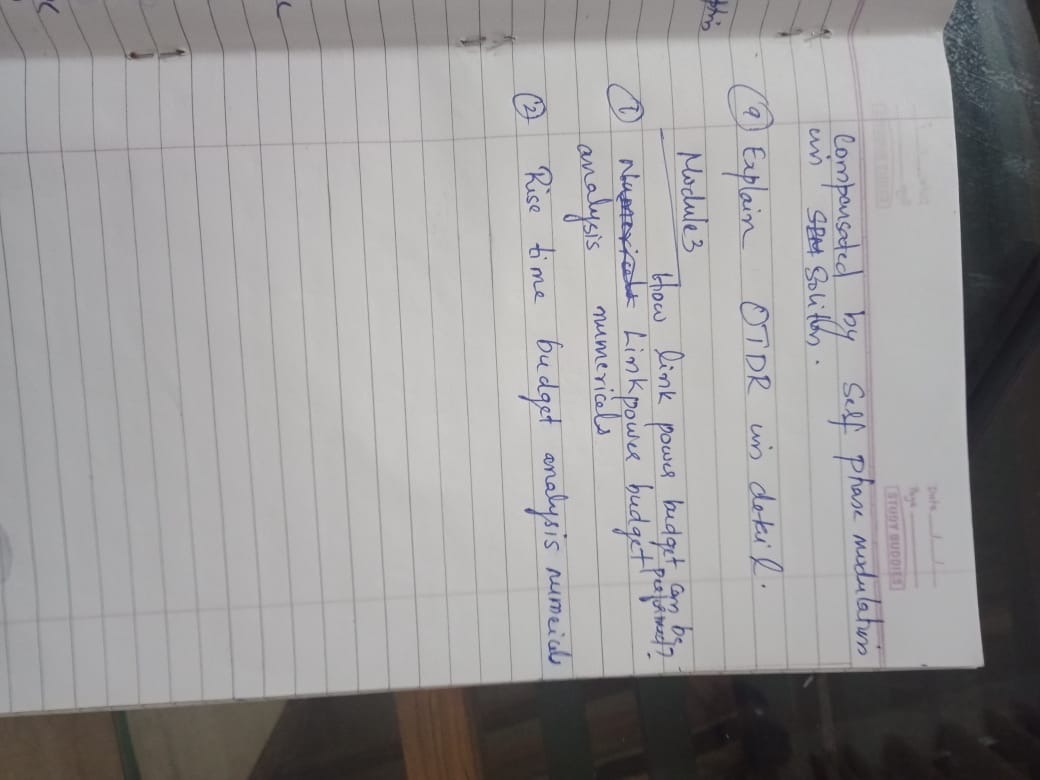 Date
Page
STUDY BUDDIES
Compensated by Self phase modulation
in SPM Soliton.
9 Explain OTDR in detail.
Module 3
How link power budget can be performed?
1 Numericals Link power budget
analysis numericals
2 Rise time budget analysis numeicals